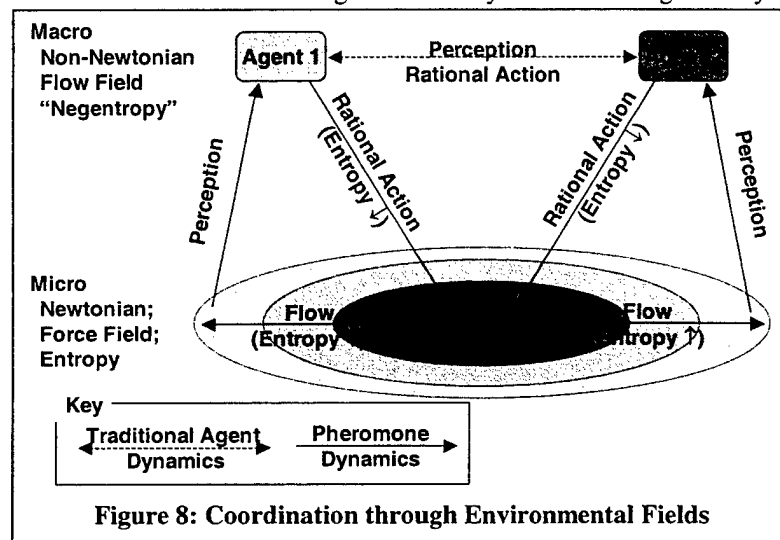 Macro
Non-Newtonian
Flow Field
“Negentropy”
Agent 1
Perception
Rational Action
Rational Action
(Entropy ↓)
Rational Action
(Entropy ↓)
Perception
Perception
Micro
Newtonian;
Force Field;
Entropy
Flow
(Entropy
Flow
ntropy ↑)
Key
Traditional Agent
Dynamics
Pheromone
Dynamics
Figure 8: Coordination through Environmental Fields